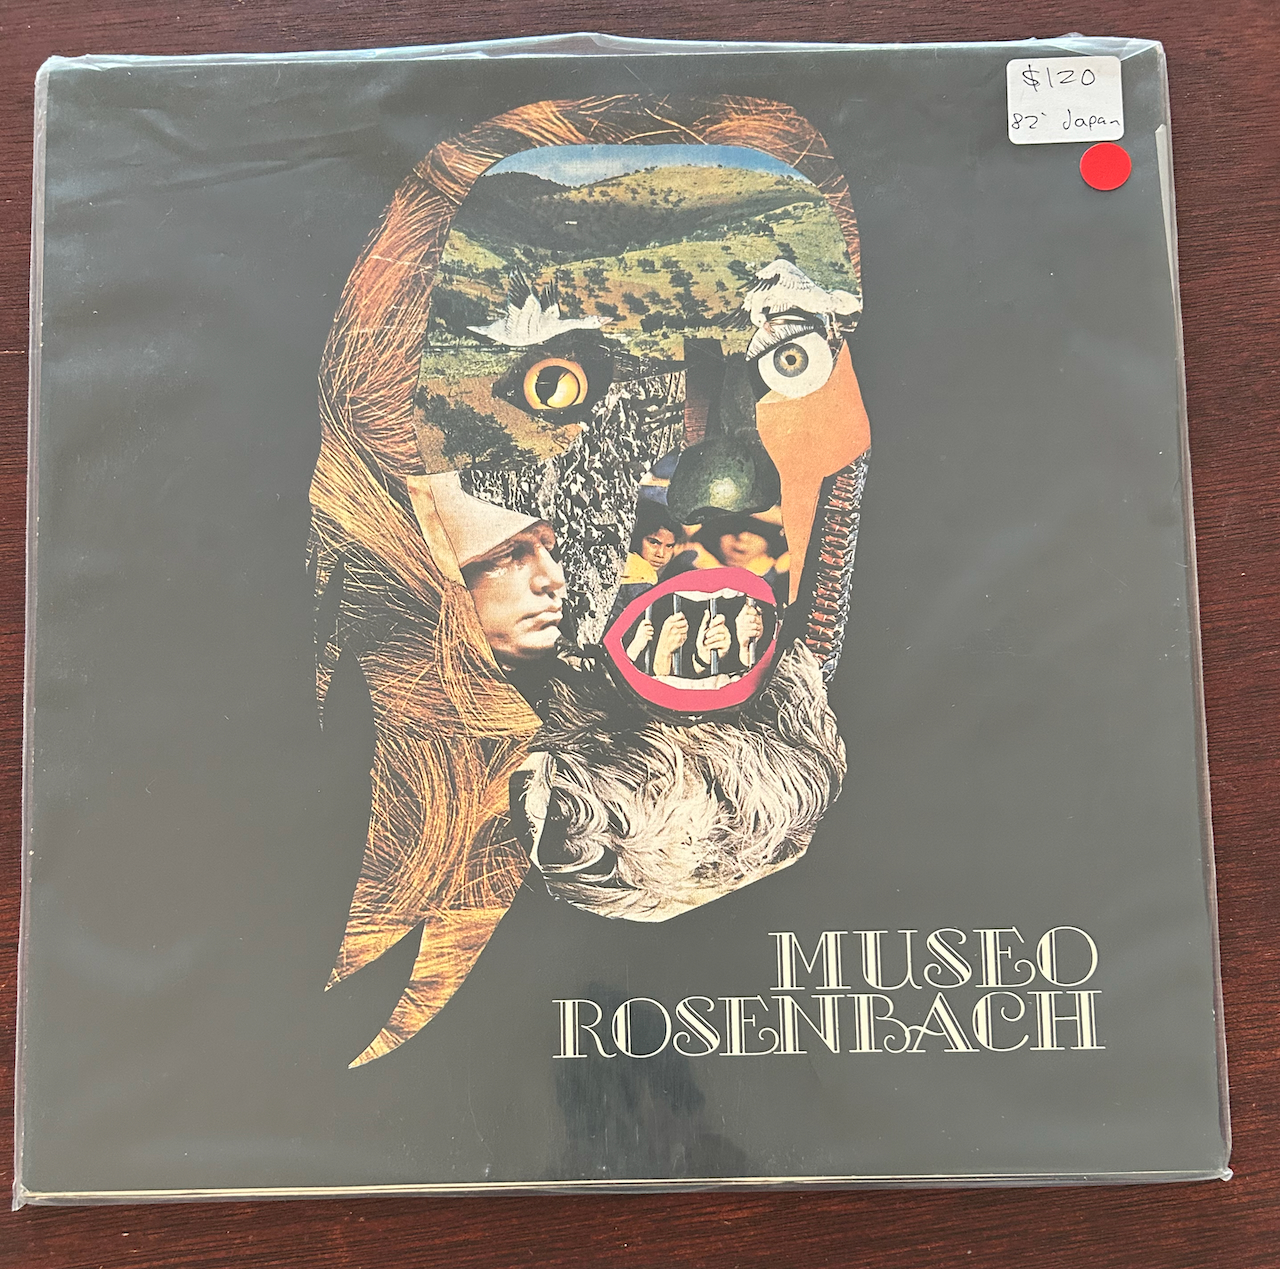 $120
82' Japan
MUSEO
ROSENBACH